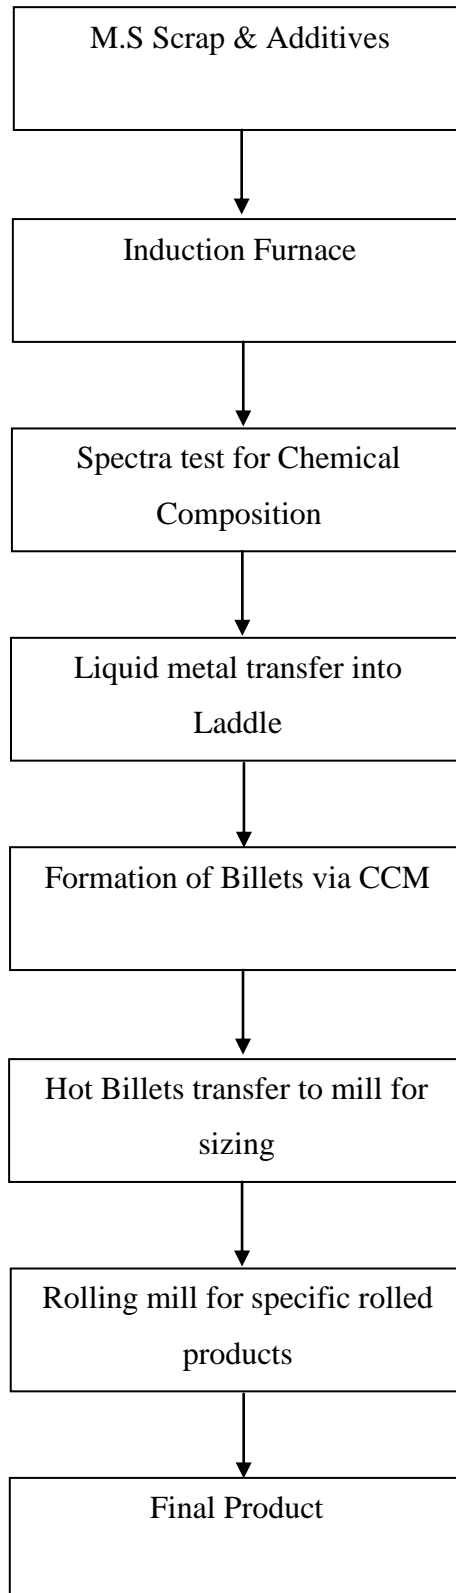 M.S Scrap & Additives
Induction Furnace
Spectra test for Chemical
Composition
Liquid metal transfer into
Laddle
Formation of Billets via CCM
Hot Billets transfer to mill for
sizing
Rolling mill for specific rolled
products
Final Product